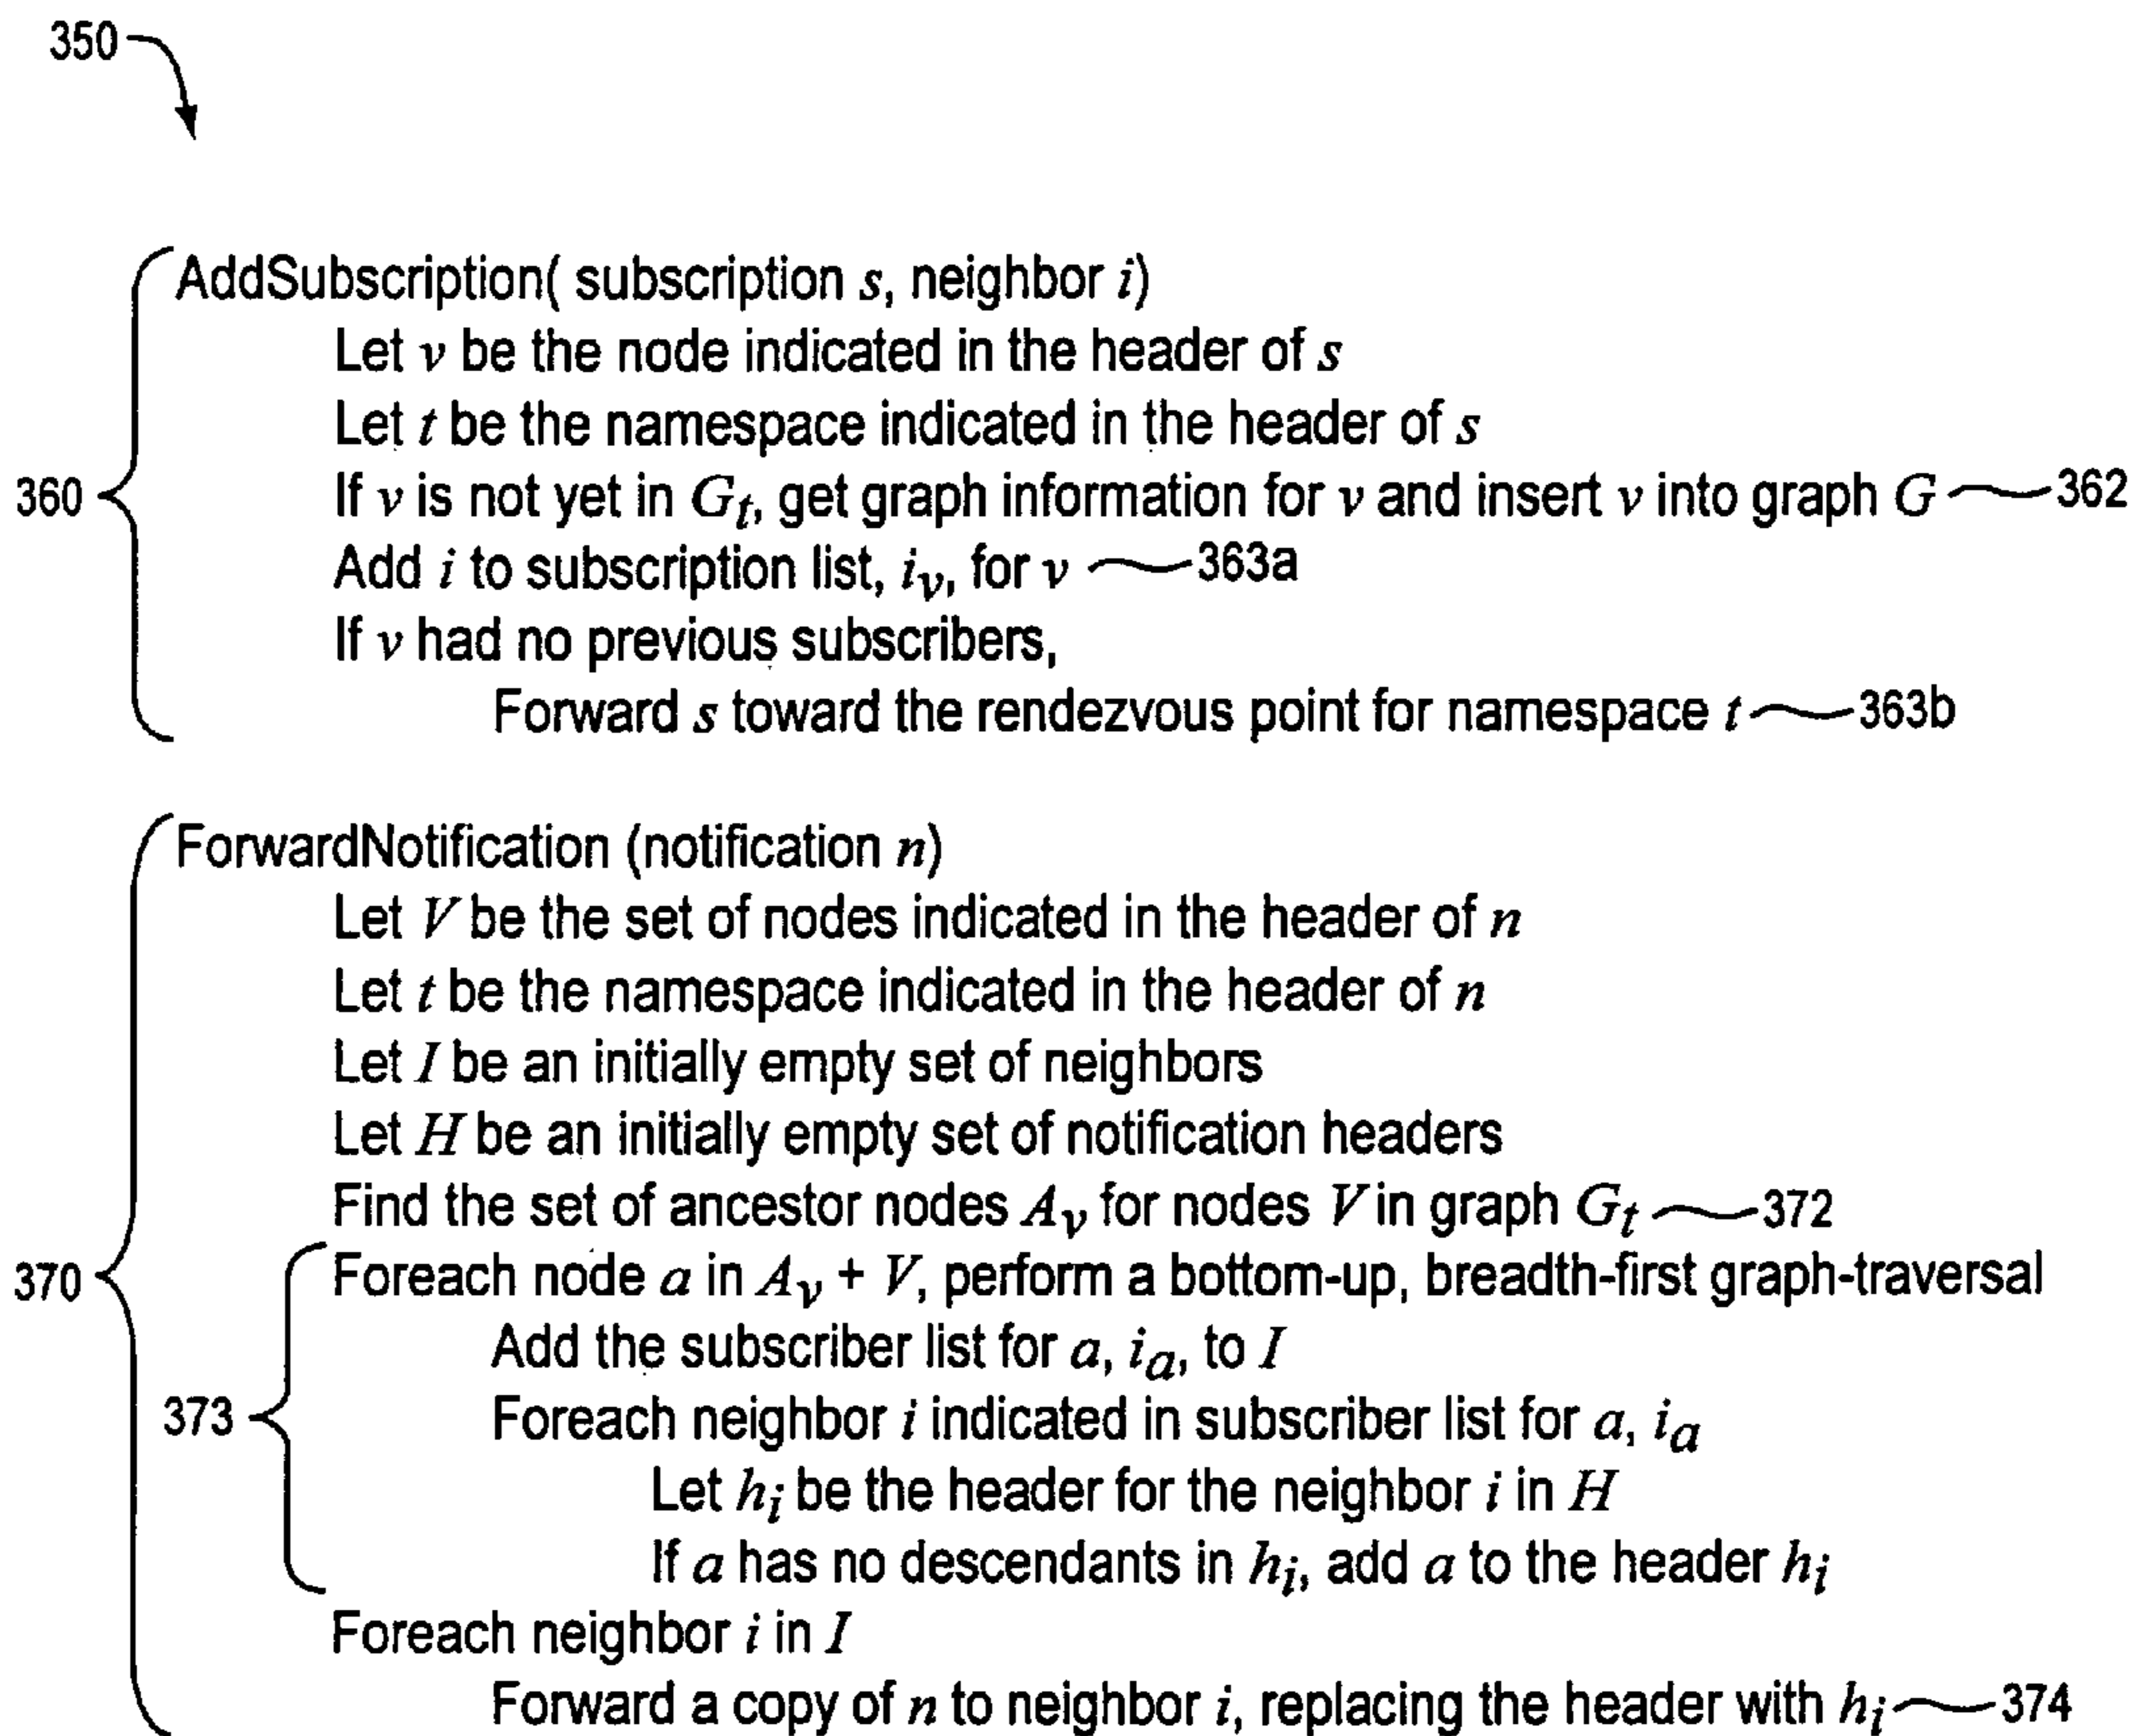 350
AddSubscription( subscription s, neighbor i)
Let v be the node indicated in the header of s
Let t be the namespace indicated in the header of s
360 If v is not yet in Gt, get graph information for v and insert v into graph G 362
Add i to subscription list, iv, for v 363a
If v had no previous subscribers,
Forward s toward the rendezvous point for namespace t 363b
ForwardNotification (notification n)
Let V be the set of nodes indicated in the header of n
Let t be the namespace indicated in the header of n
Let I be an initially empty set of neighbors
Let H be an initially empty set of notification headers
Find the set of ancestor nodes Av for nodes V in graph Gt 372
370 Foreach node a in Av + V, perform a bottom-up, breadth-first graph-traversal
Add the subscriber list for a, ia, to I
373 Foreach neighbor i indicated in subscriber list for a, ia
Let hi be the header for the neighbor i in H
If a has no descendants in hi, add a to the header hi
Foreach neighbor i in I
Forward a copy of n to neighbor i, replacing the header with hi 374